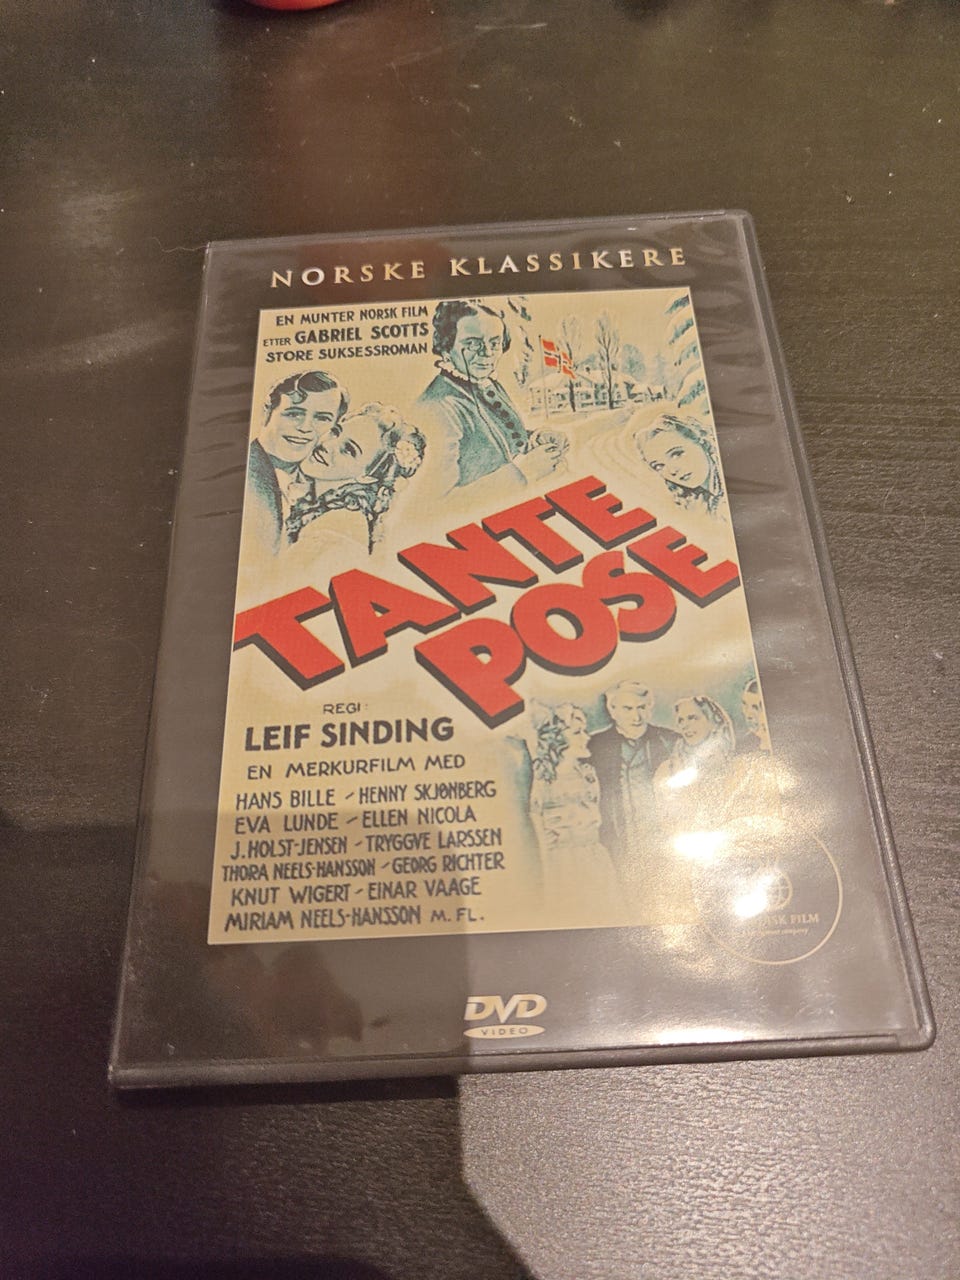 NORSKE KLASSIKERE
EN MUNTER NORSK FILM
ETTER GABRIEL SCOTTS
STORE SUKSESSROMAN
TANTE
POSE
REGI:
LEIF SINDING
EN MERKURFILM MED
HANS BILLE - HENNY SKJØNBERG
EVA LUNDE - ELLEN NICOLA
J. HOLST-JENSEN - TRYGGVE LARSSEN
THORA NEELS-HANSSON - GEORG RICHTER
KNUT WIGERT - EINAR VAAGE
MIRIAM NEELS-HANSSON M. FL.
FILM
company
DVD
VIDEO